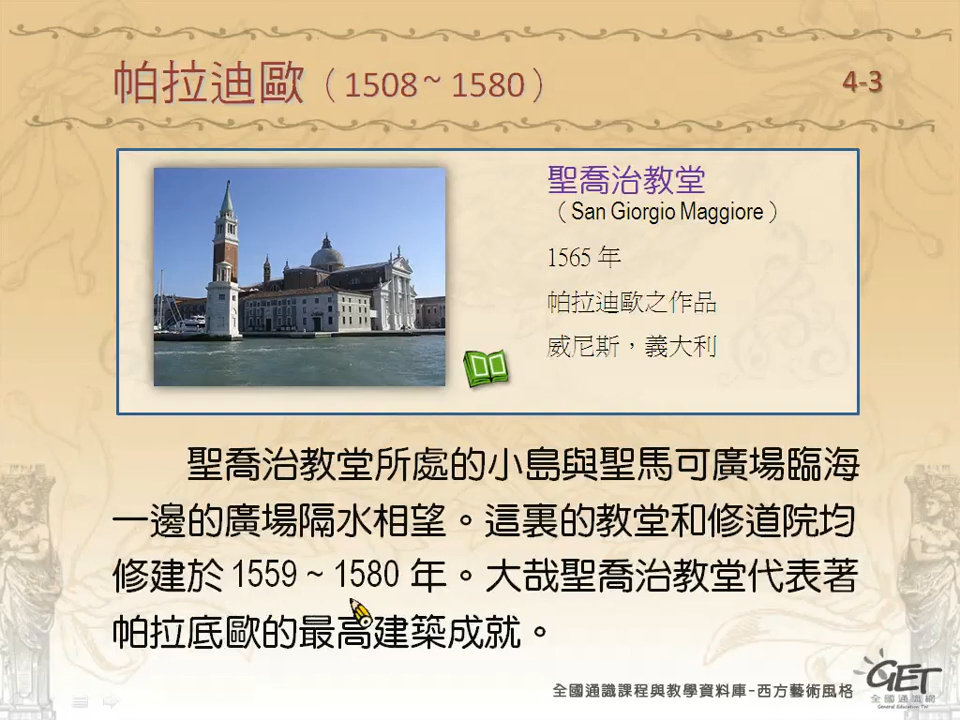 帕拉迪歐（1508～1580）
4-3
聖喬治教堂
（San Giorgio Maggiore）
1565 年
帕拉迪歐之作品
威尼斯，義大利
聖喬治教堂所處的小島與聖馬可廣場臨海
一邊的廣場隔水相望。這裏的教堂和修道院均
修建於 1559～1580 年。大哉聖喬治教堂代表著
帕拉底歐的最高建築成就。
全國通識課程與教學資料庫-西方藝術風格
GET
全國通識網
General Education Tw